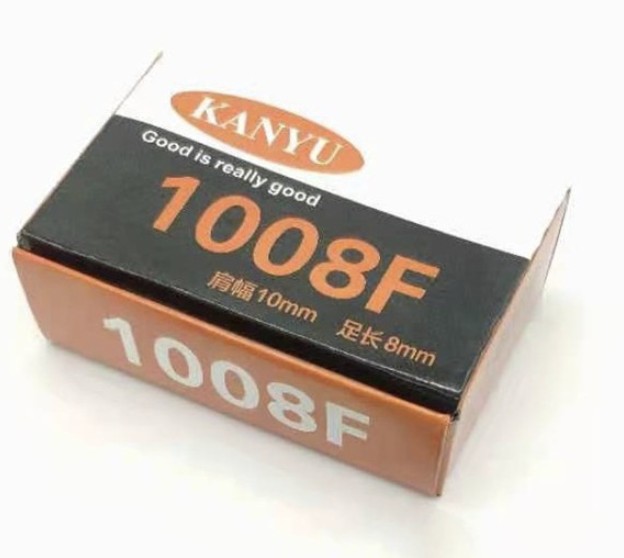 KANYU
Good is really good
1008F
肩幅10mm 足长8mm
1008F